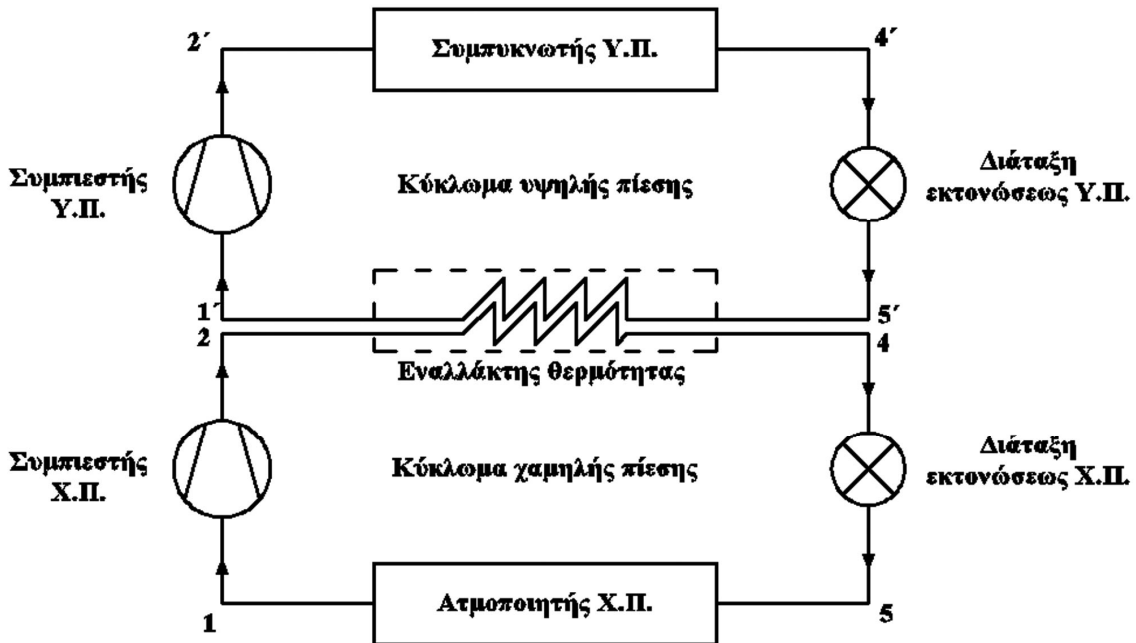 2΄
Συμπυκνωτής Υ.Π.
4΄
Συμπιεστής
Υ.Π.
Κύκλωμα υψηλής πίεσης
Διάταξη
εκτονώσεως Υ.Π.
1΄
5΄
2
4
Εναλλάκτης θερμότητας
Συμπιεστής
Χ.Π.
Κύκλωμα χαμηλής πίεσης
Διάταξη
εκτονώσεως Χ.Π.
1
Ατμοποιητής Χ.Π.
5